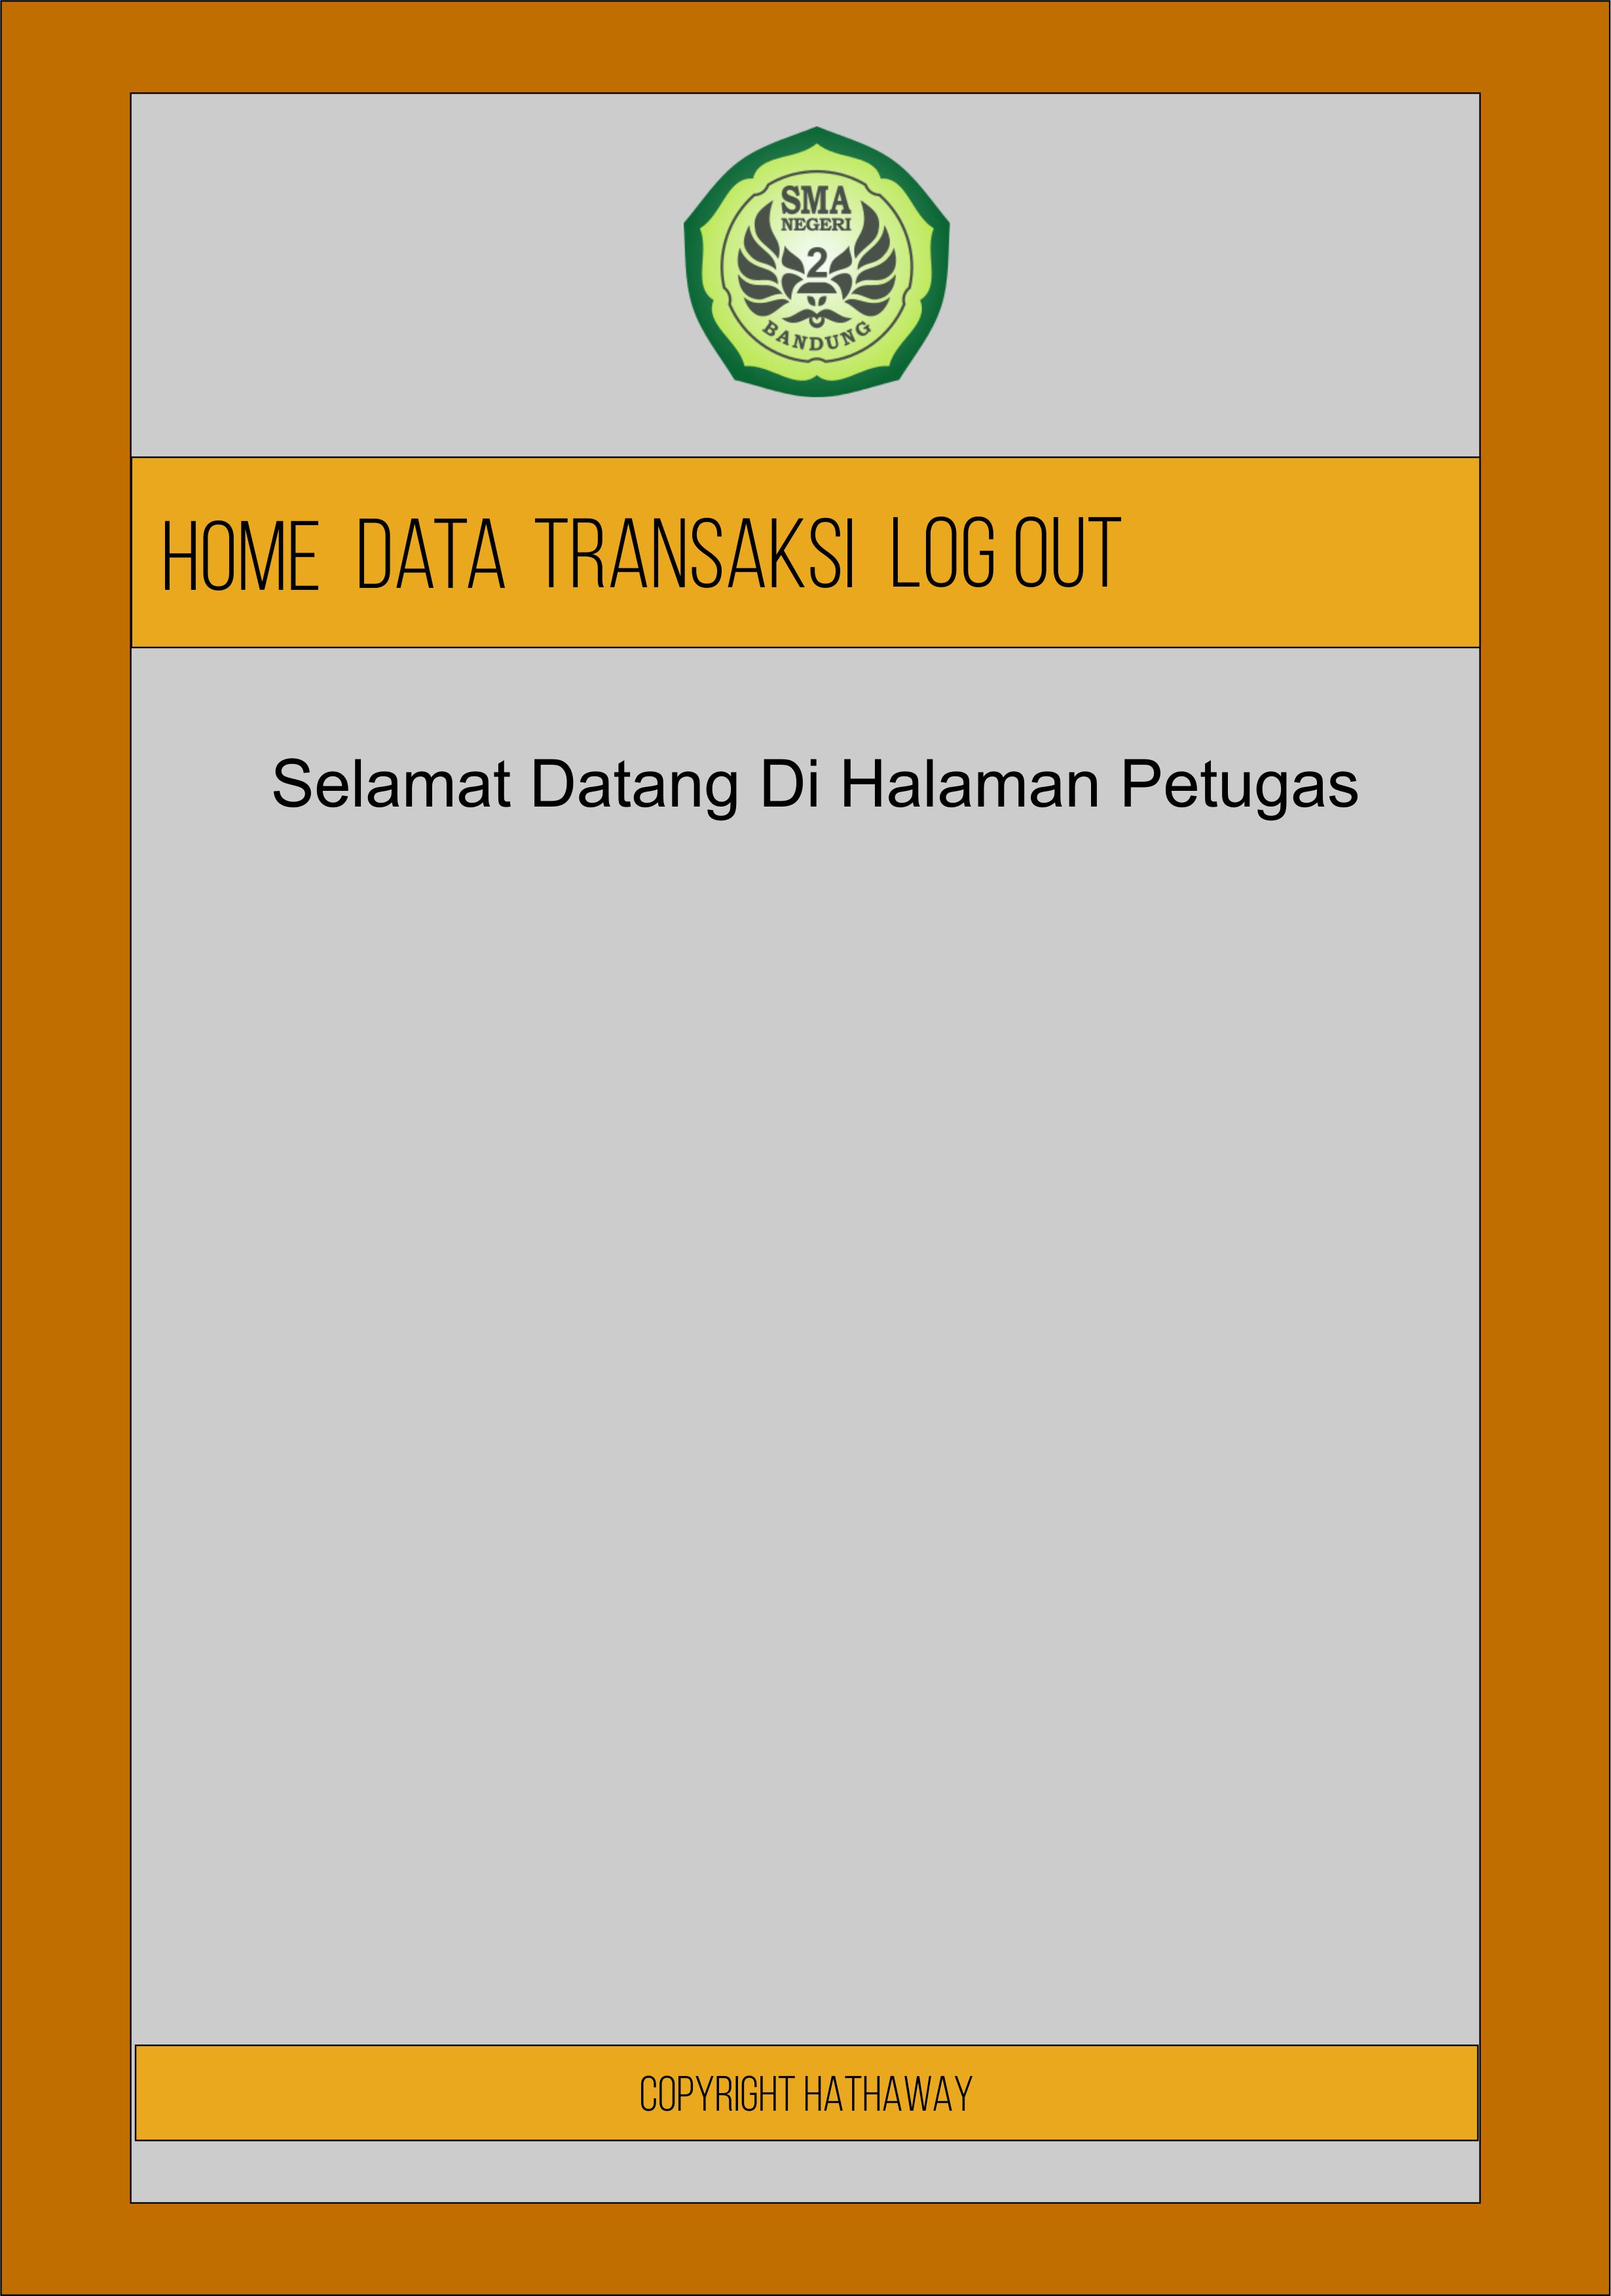 SMA
NEGERI
2
BANDUNG
HOME DATA TRANSAKSI LOG OUT
Selamat Datang Di Halaman Petugas
COPYRIGHT HATHAWAY